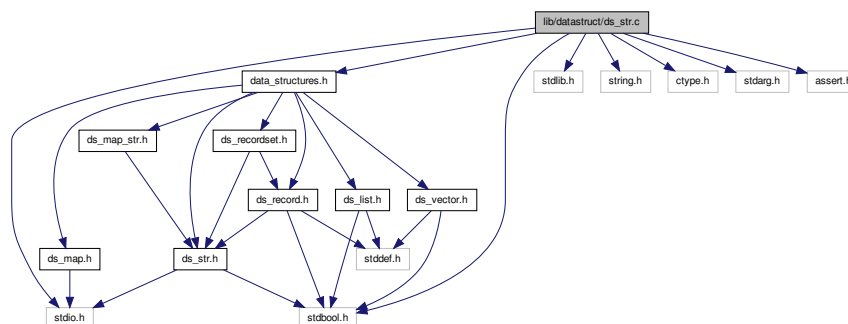 lib/datastruct/ds_str.c
data_structures.h
stdlib.h
string.h
ctype.h
stdarg.h
assert.h
ds_map_str.h
ds_recordset.h
ds_record.h
ds_list.h
ds_vector.h
ds_map.h
ds_str.h
stddef.h
stdio.h
stdbool.h